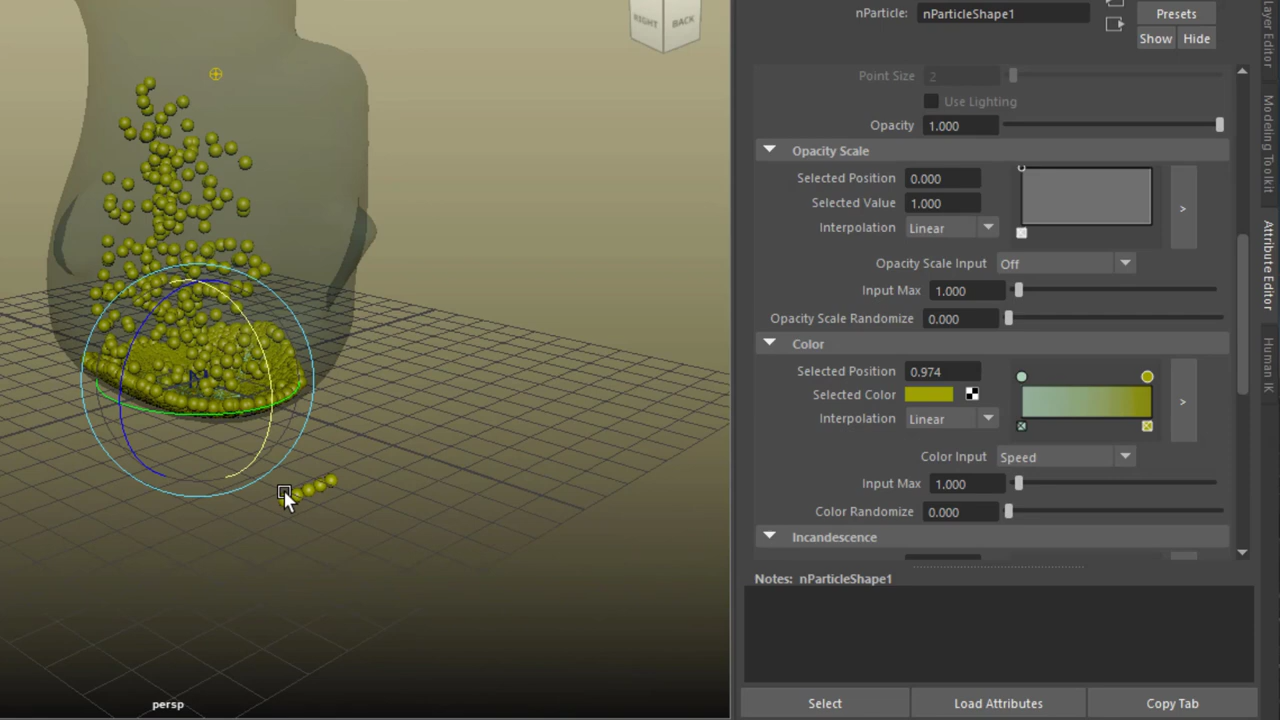 RIGHT
BACK
persp
nParticle:
nParticleShape1
Presets
Show
Hide
Point Size
2
Use Lighting
Opacity
1.000
Opacity Scale
Selected Position
0.000
Selected Value
1.000
Interpolation
Linear
>
Opacity Scale Input
Off
Input Max
1.000
Opacity Scale Randomize
0.000
Color
Selected Position
0.974
Selected Color
Interpolation
Linear
>
Color Input
Speed
Input Max
1.000
Color Randomize
0.000
Incandescence
Notes: nParticleShape1
Select
Load Attributes
Copy Tab
Layer Editor
Modeling Toolkit
Attribute Editor
Human IK